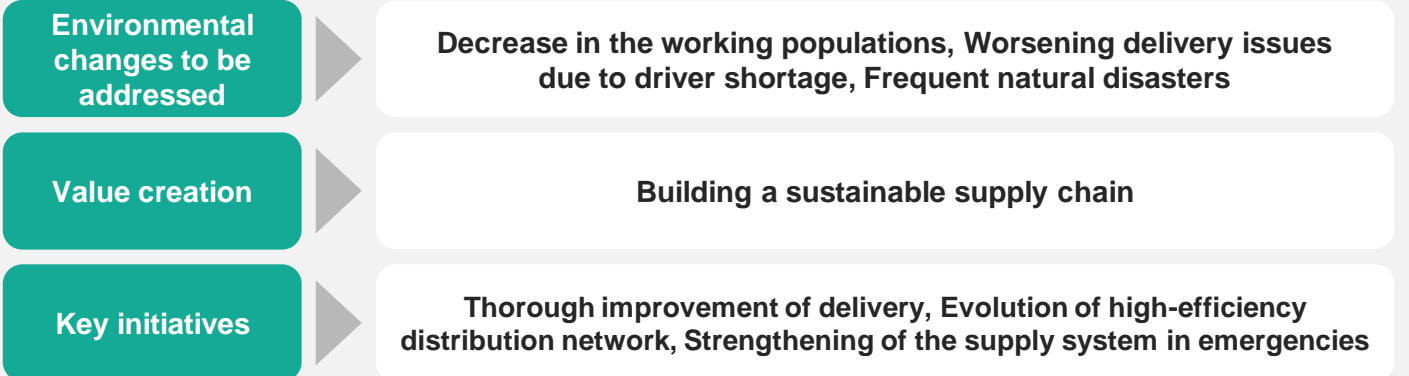 Environmental
changes to be
addressed
Decrease in the working populations, Worsening delivery issues
due to driver shortage, Frequent natural disasters
Value creation
Building a sustainable supply chain
Key initiatives
Thorough improvement of delivery, Evolution of high-efficiency
distribution network, Strengthening of the supply system in emergencies